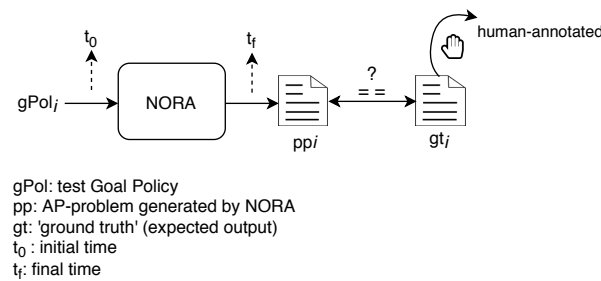 t0
tf
human-annotated
gPoli
NORA
?
==
ppi
gti
gPol: test Goal Policy
pp: AP-problem generated by NORA
gt: 'ground truth' (expected output)
t0 : initial time
tf: final time